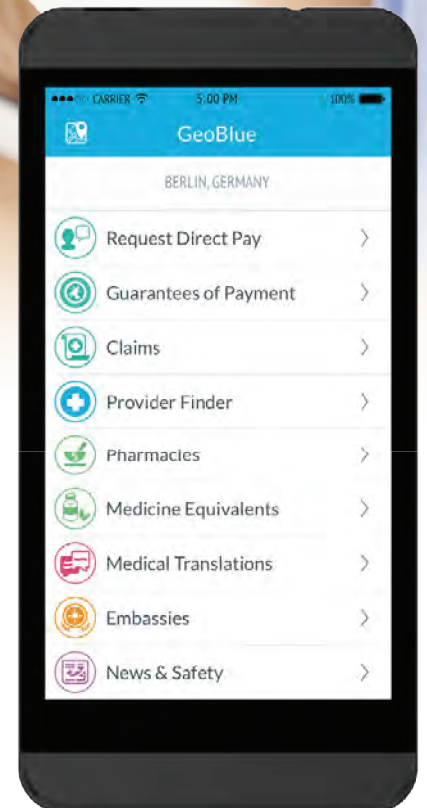 CARRIER 5:00 PM 100%
GeoBlue
BERLIN, GERMANY
Request Direct Pay
Guarantees of Payment
Claims
Provider Finder
Pharmacies
Medicine Equivalents
Medical Translations
Embassies
News & Safety